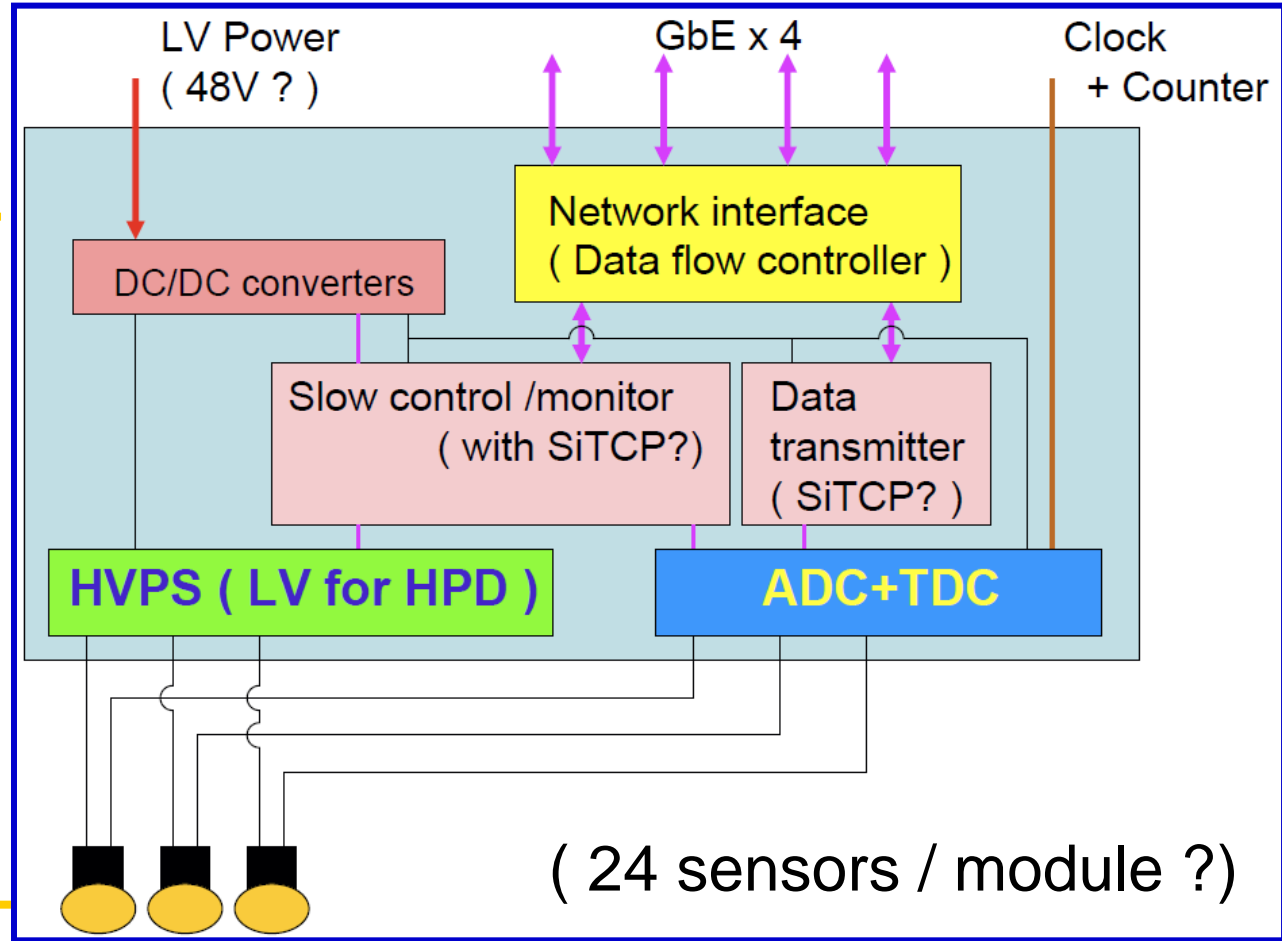 LV Power
( 48V ? )
GbE x 4
Clock
+ Counter
Network interface
( Data flow controller )
DC/DC converters
Slow control /monitor
( with SiTCP?)
Data
transmitter
( SiTCP? )
HVPS ( LV for HPD )
ADC+TDC
( 24 sensors / module ?)